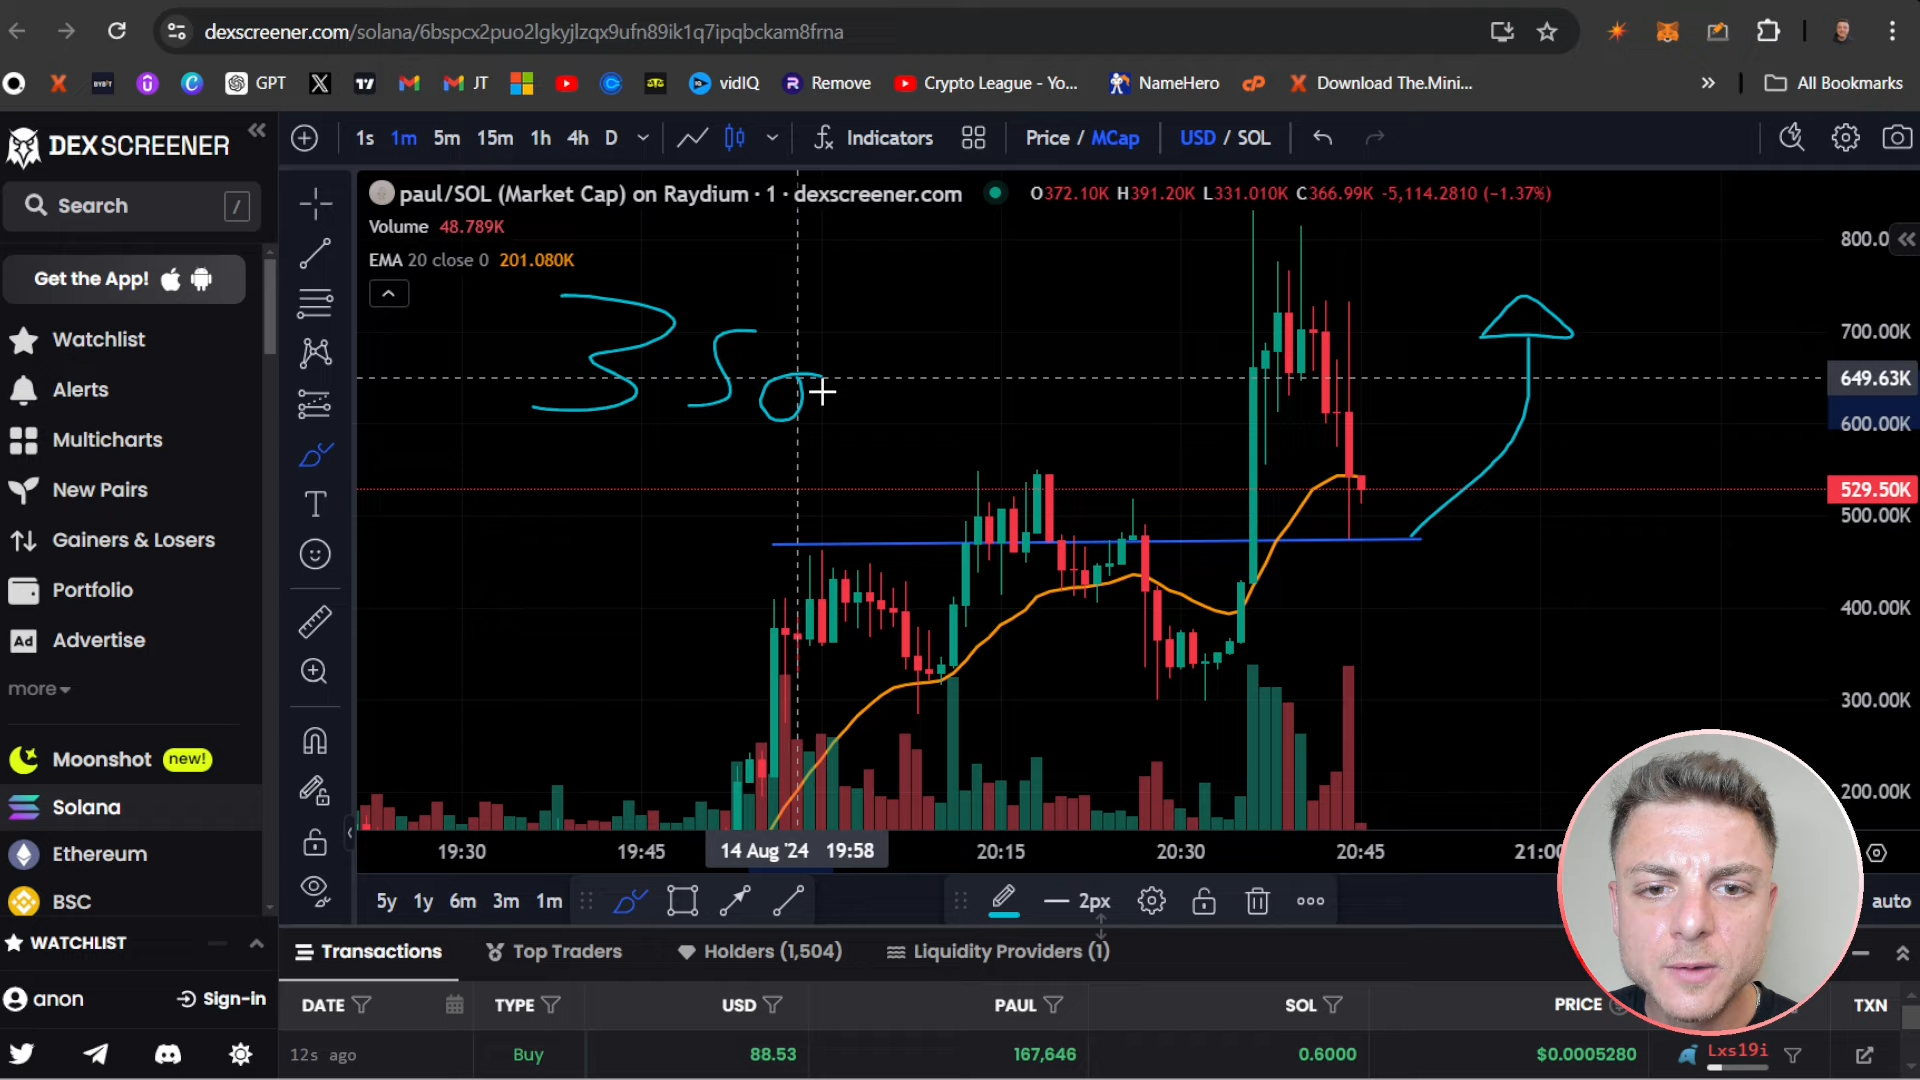 dexscreener.com/solana/6bspcx2puo2lgkyjlzqx9ufn89ik1q7ipqbckam8frna
BYBIT
GPT
JT
vidIQ
Remove
Crypto League - Yo...
NameHero
cP
Download The.Mini...
»
All Bookmarks
DEXSCREENER
1s 1m 5m 15m 1h 4h D
Indicators
Price / MCap
USD / SOL
Search /
Get the App!
Watchlist
Alerts
Multicharts
New Pairs
Gainers & Losers
Portfolio
Ad Advertise
more
Moonshot new!
Solana
Ethereum
BSC
WATCHLIST
anon Sign-in
paul/SOL (Market Cap) on Raydium · 1 · dexscreener.com O372.10K H391.20K L331.010K C366.99K -5,114.2810 (−1.37%)
Volume 48.789K
EMA 20 close 0 201.080K
350
800.0
700.00K
649.63K
600.00K
529.50K
500.00K
400.00K
300.00K
200.00K
19:30 19:45 14 Aug '24 19:58 20:15 20:30 20:45 21:00
5y 1y 6m 3m 1m
2px
auto
Transactions Top Traders Holders (1,504) Liquidity Providers (1)
DATE TYPE USD PAUL SOL PRICE TXN
12s ago Buy 88.53 167,646 0.6000 $0.0005280 Lxs19i